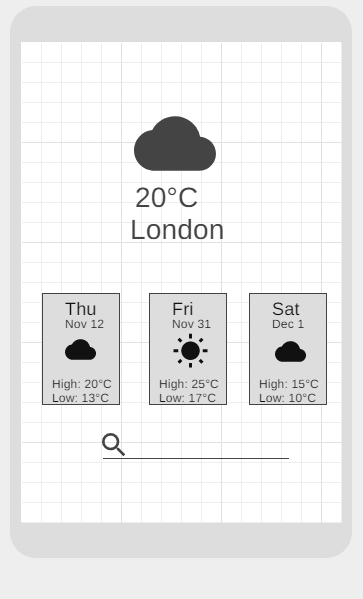 20°C
London
Thu
Nov 12
High: 20°C
Low: 13°C
Fri
Nov 31
High: 25°C
Low: 17°C
Sat
Dec 1
High: 15°C
Low: 10°C